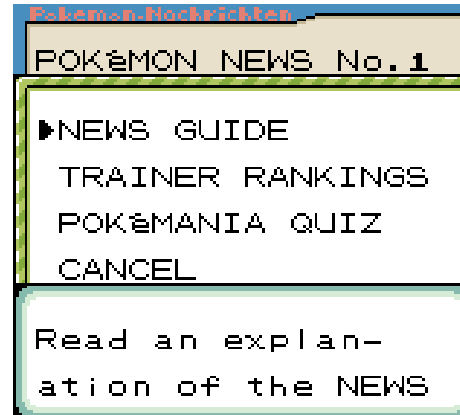 Pokemon-Nachrichten
POKéMON NEWS No.1
▶NEWS GUIDE
TRAINER RANKINGS
POKéMANIA QUIZ
CANCEL
Read an explan-
ation of the NEWS